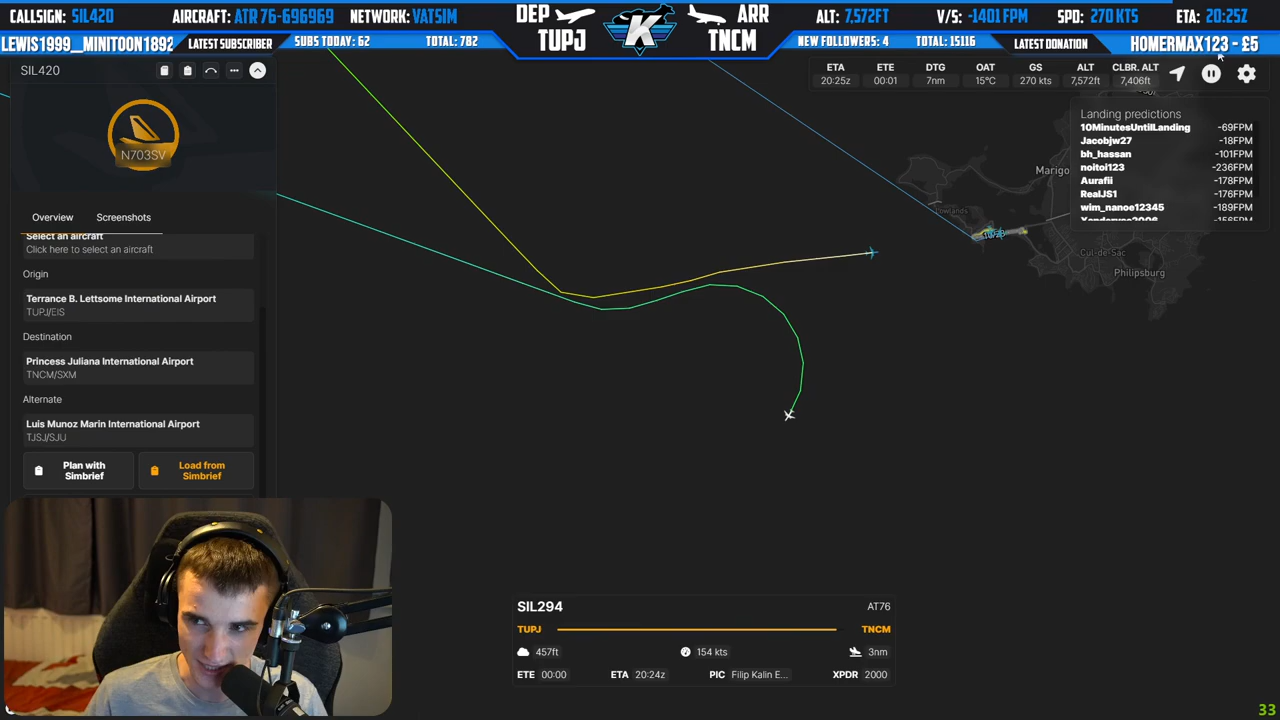 CALLSIGN: SIL420
AIRCRAFT: ATR 76-696969
NETWORK: VATSIM
DEP
TUPJ
K
ARR
TNCM
ALT: 7,572FT
V/S: -1401 FPM
SPD: 270 KTS
ETA: 20:25Z
LEWIS1999__MINITOON1892
LATEST SUBSCRIBER
SUBS TODAY: 62
TOTAL: 782
NEW FOLLOWERS: 4
TOTAL: 15116
LATEST DONATION
HOMERMAX123 - £5
SIL420
N703SV
Overview
Screenshots
Select an aircraft
Click here to select an aircraft
Origin
Terrance B. Lettsome International Airport
TUPJ/EIS
Destination
Princess Juliana International Airport
TNCM/SXM
Alternate
Luis Munoz Marin International Airport
TJSJ/SJU
Plan with
Simbrief
Load from
Simbrief
ETA
20:25z
ETE
00:01
DTG
7nm
OAT
15°C
GS
270 kts
ALT
7,572ft
CLBR. ALT
7,406ft
Landing predictions
10MinutesUntilLanding -69FPM
Jacobjw27 -18FPM
bh_hassan -101FPM
noitoi123 -236FPM
Aurafii -178FPM
RealJS1 -176FPM
wim_nanoe12345 -189FPM
Marigo
Lowlands
Cul-de-Sac
Philipsburg
SIL294
AT76
TUPJ
TNCM
457ft
154 kts
3nm
ETE 00:00
ETA 20:24z
PIC Filip Kalin E...
XPDR 2000
33